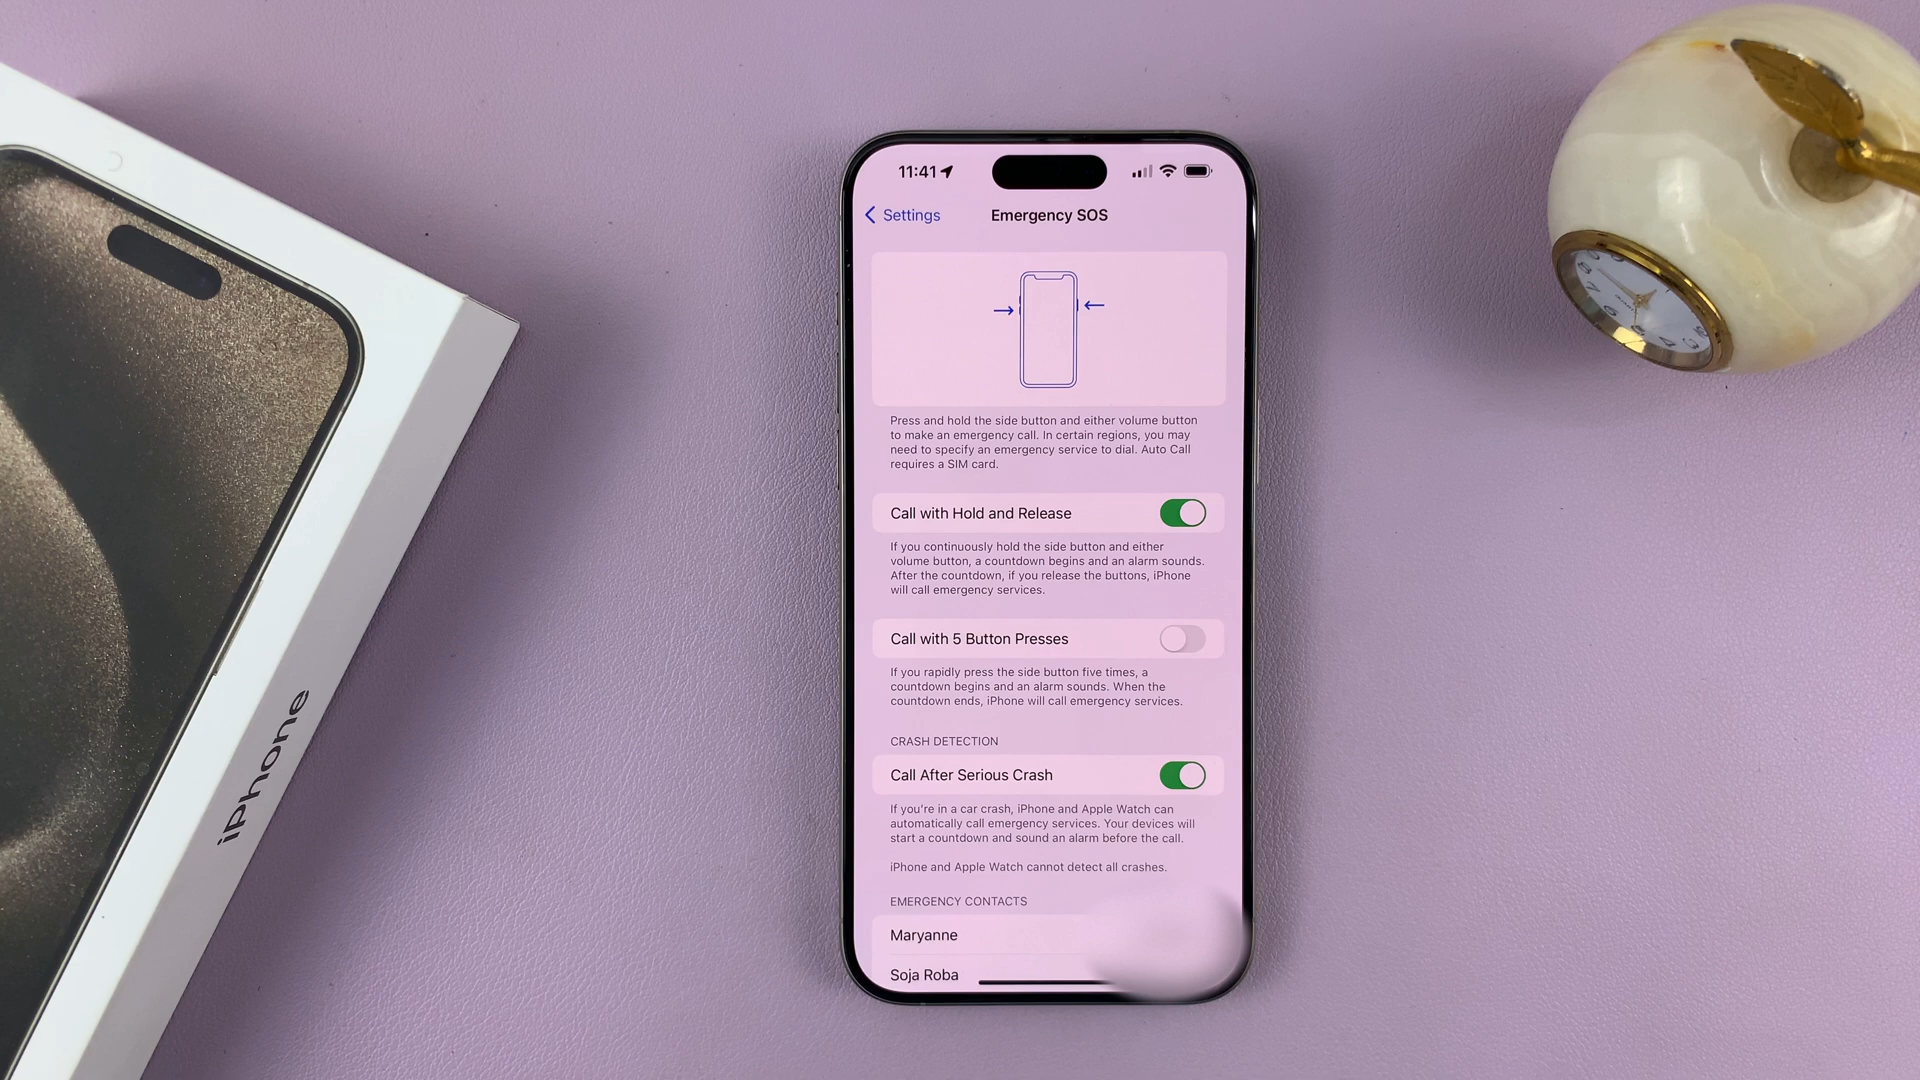 11:41
Settings
Emergency SOS
Press and hold the side button and either volume button
to make an emergency call. In certain regions, you may
need to specify an emergency service to dial. Auto Call
requires a SIM card.
Call with Hold and Release
If you continuously hold the side button and either
volume button, a countdown begins and an alarm sounds.
After the countdown, if you release the buttons, iPhone
will call emergency services.
Call with 5 Button Presses
If you rapidly press the side button five times, a
countdown begins and an alarm sounds. When the
countdown ends, iPhone will call emergency services.
CRASH DETECTION
Call After Serious Crash
If you're in a car crash, iPhone and Apple Watch can
automatically call emergency services. Your devices will
start a countdown and sound an alarm before the call.
iPhone and Apple Watch cannot detect all crashes.
EMERGENCY CONTACTS
Maryanne
Soja Roba
iPhone